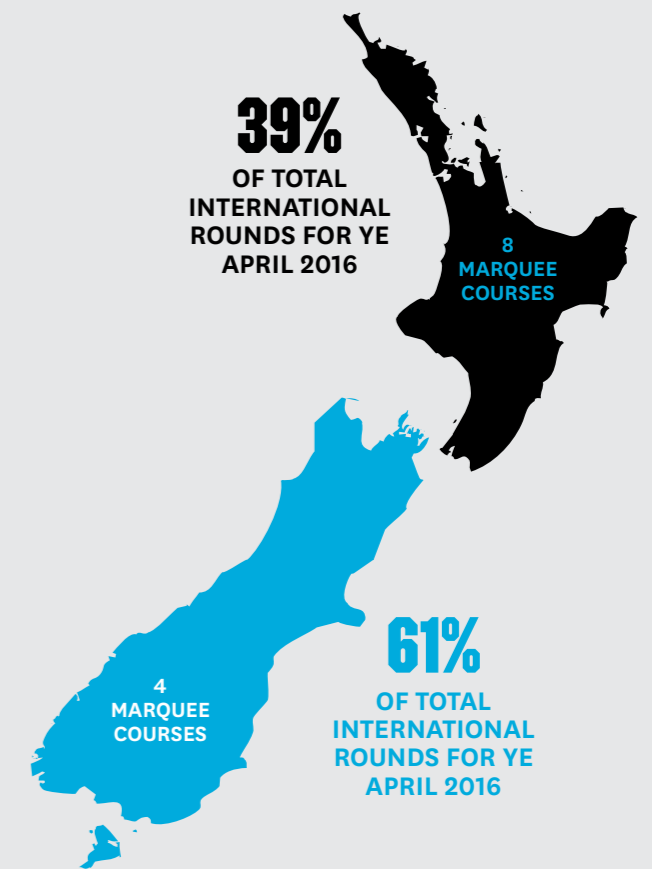 39%
OF TOTAL
INTERNATIONAL
ROUNDS FOR YE
APRIL 2016
8
MARQUEE
COURSES
4
MARQUEE
COURSES
61%
OF TOTAL
INTERNATIONAL
ROUNDS FOR YE
APRIL 2016